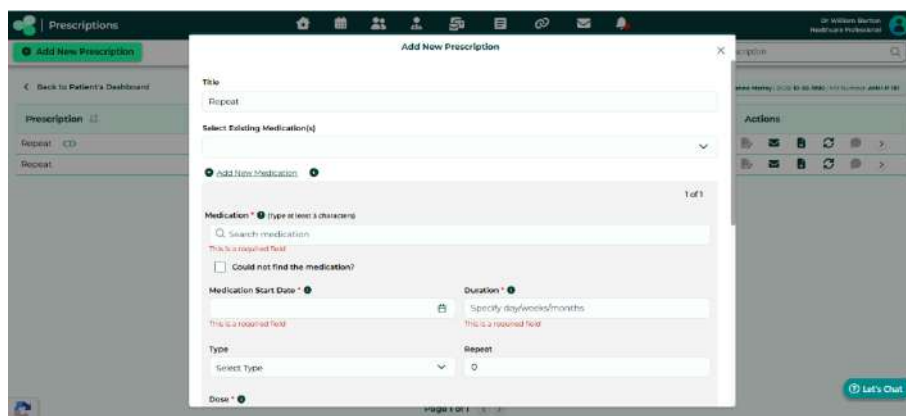 Prescriptions
Dr William Barton
Healthcare Professional
Add New Prescription
Add New Prescription
Back to Patient's Dashboard
Title
Repeat
Prescription
Actions
Select Existing Medication(s)
Repeat
Repeat
Add New Medication
1 of 1
Medication * (Type at least 3 characters)
Search medication
This is a required field
Could not find the medication?
Medication Start Date *
Duration *
Specify day/weeks/months
This is a required field
This is a required field
Type
Repeat
Select Type
0
Dose *
Let's Chat
Page 1 of 1